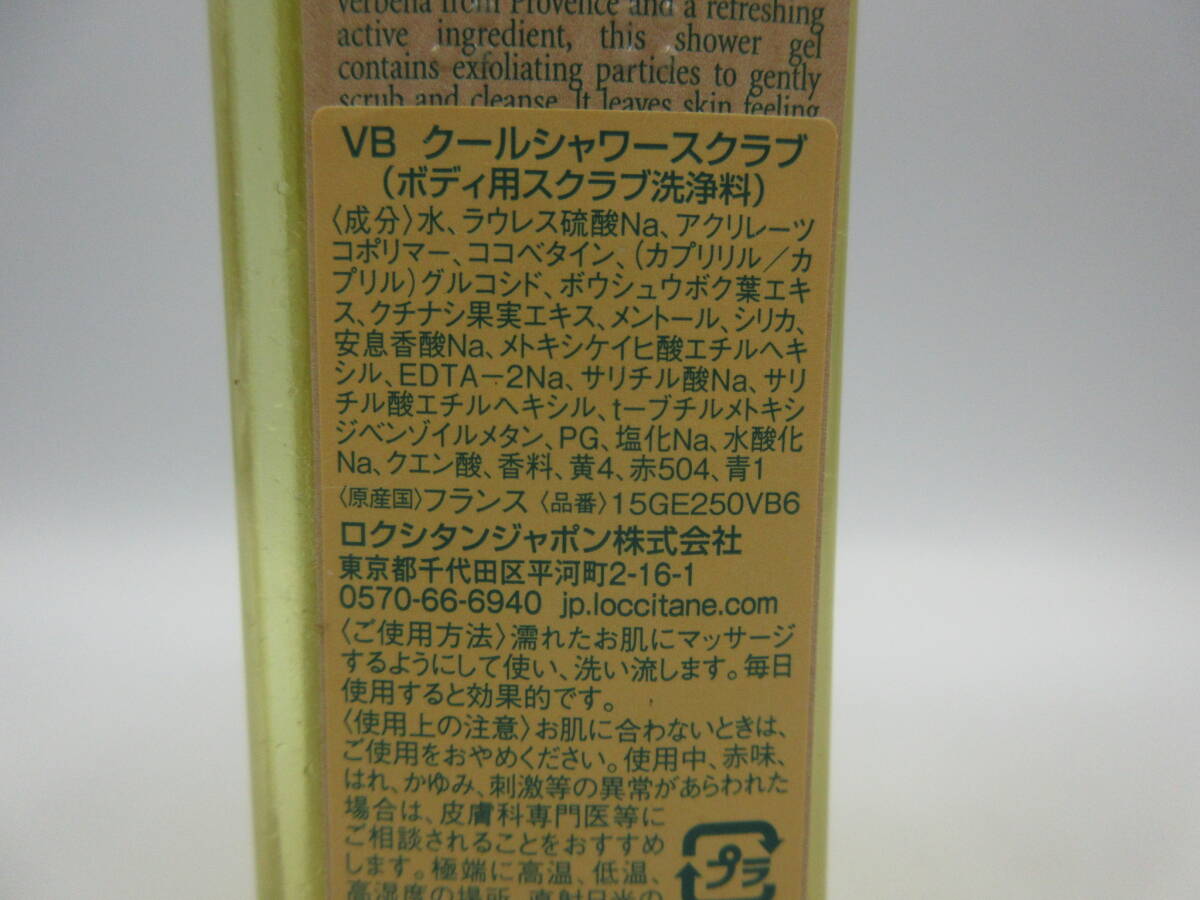 verbena from Provence and a refreshing
active ingredient, this shower gel
contains exfoliating particles to gently
scrub and cleanse. It leaves skin feeling
VB クールシャワースクラブ
(ボディ用スクラブ洗浄料)
〈成分〉水、ラウレス硫酸Na、アクリレーツ
コポリマー、ココベタイン、(カプリリル/カ
プリル)グルコシド、ボウシュウボク葉エキ
ス、クチナシ果実エキス、メントール、シリカ、
安息香酸Na、メトキシケイヒ酸エチルヘキ
シル、EDTA-2Na、サリチル酸Na、サリ
チル酸エチルヘキシル、t-ブチルメトキシ
ジベンゾイルメタン、PG、塩化Na、水酸化
Na、クエン酸、香料、黄4、赤504、青1
〈原産国〉フランス 〈品番〉15GE250VB6
ロクシタンジャポン株式会社
東京都千代田区平河町2-16-1
0570-66-6940 jp.loccitane.com
〈ご使用方法〉濡れたお肌にマッサージ
するようにして使い、洗い流します。毎日
使用すると効果的です。
〈使用上の注意〉お肌に合わないときは、
ご使用をおやめください。使用中、赤味、
はれ、かゆみ、刺激等の異常があらわれた
場合は、皮膚科専門医等に
ご相談されることをおすすめ
します。極端に高温、低温、
高湿度の場所、直射日光の
プラ